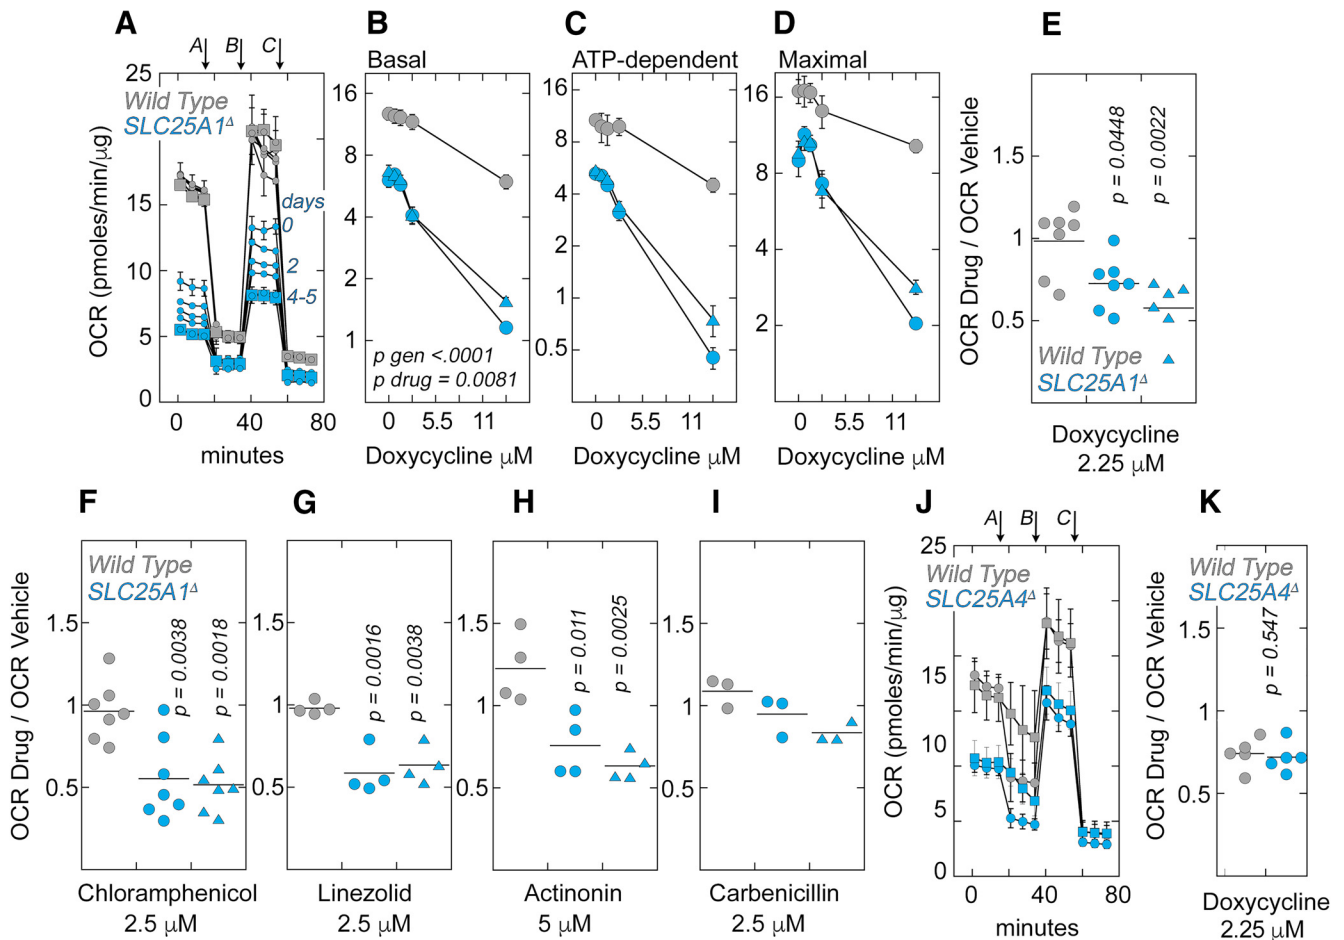 A
A B C
25
Wild Type
SLC25A1Δ
days
0
2
4-5
15
10
5
0
OCR (pmoles/min/μg)
0 40 80
minutes
B
Basal
16
8
4
2
1
p gen <.0001
p drug = 0.0081
0 5.5 11
Doxycycline μM
C
ATP-dependent
16
8
4
2
1
0.5
0 5.5 11
Doxycycline μM
D
Maximal
16
8
4
2
0 5.5 11
Doxycycline μM
E
OCR Drug / OCR Vehicle
1.5
1
0.5
p = 0.0448
p = 0.0022
Wild Type
SLC25A1Δ
Doxycycline
2.25 μM
F
OCR Drug / OCR Vehicle
Wild Type
SLC25A1Δ
1.5
1
0.5
p = 0.0038
p = 0.0018
Chloramphenicol
2.5 μM
G
1.5
1
0.5
p = 0.0016
p = 0.0038
Linezolid
2.5 μM
H
1.5
1
0.5
p = 0.011
p = 0.0025
Actinonin
5 μM
I
1.5
1
0.5
Carbenicillin
2.5 μM
J
A B C
25
Wild Type
SLC25A4Δ
15
10
5
0
OCR (pmoles/min/μg)
0 40 80
minutes
K
OCR Drug / OCR Vehicle
Wild Type
SLC25A4Δ
1.5
1
0.5
p = 0.547
Doxycycline
2.25 μM